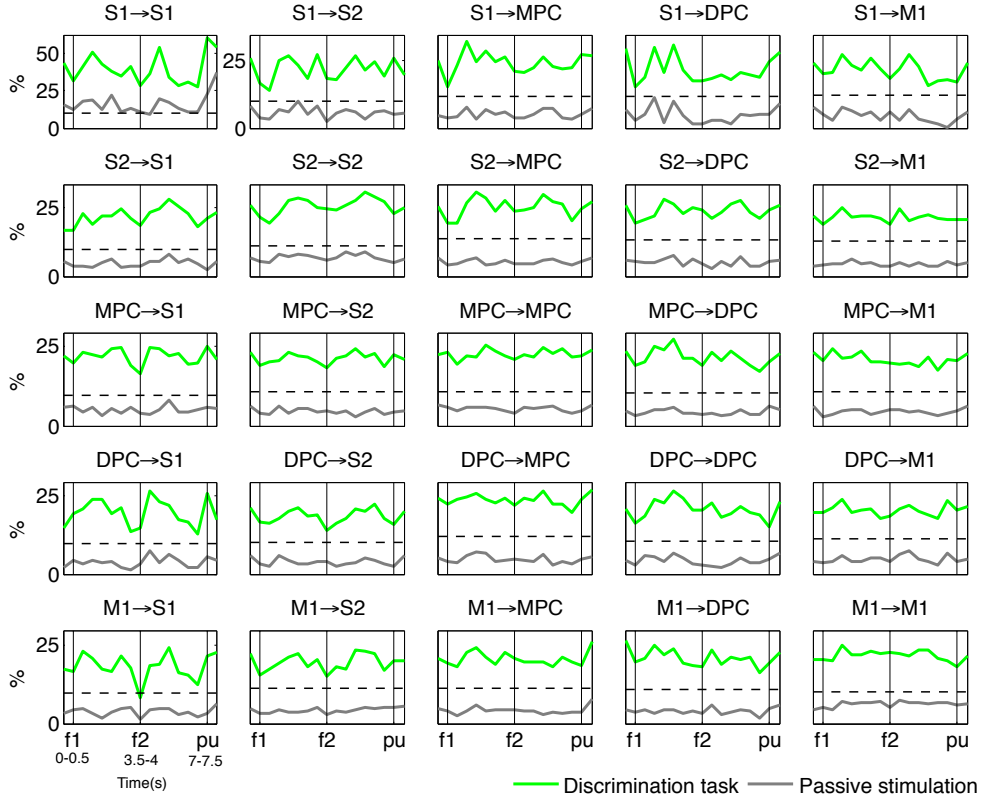 S1→S1 S1→S2 S1→MPC S1→DPC S1→M1
%
50
25
0
25
0
S2→S1 S2→S2 S2→MPC S2→DPC S2→M1
%
25
0
MPC→S1 MPC→S2 MPC→MPC MPC→DPC MPC→M1
%
25
0
DPC→S1 DPC→S2 DPC→MPC DPC→DPC DPC→M1
%
25
0
M1→S1 M1→S2 M1→MPC M1→DPC M1→M1
%
25
0
f1 f2 pu f1 f2 pu f1 f2 pu f1 f2 pu f1 f2 pu
0-0.5 3.5-4 7-7.5
Time(s)
Discrimination task Passive stimulation